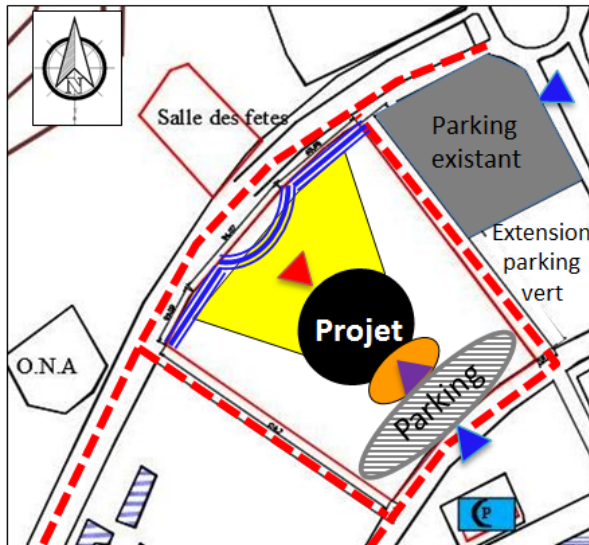 N
Salle des fetes
Parking
existant
Extension
parking
vert
Projet
O.N.A
Parking
P